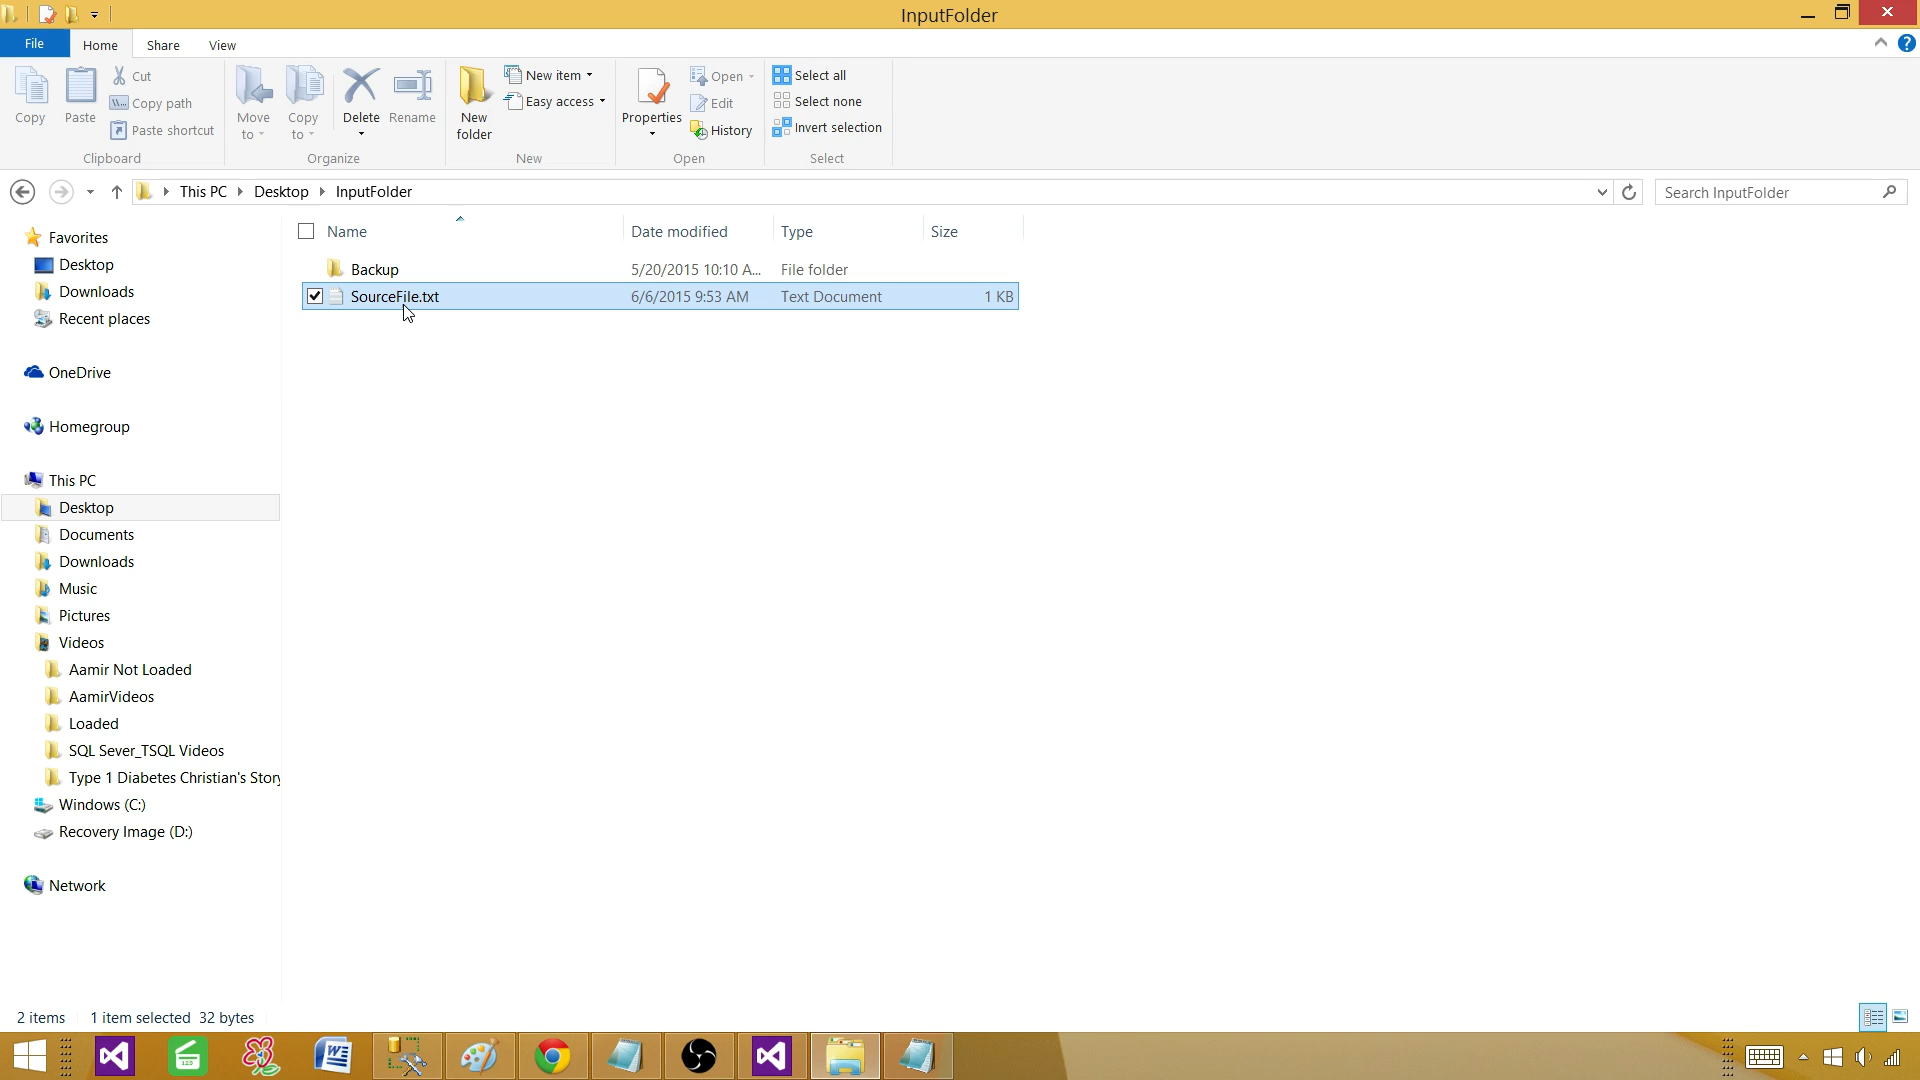 InputFolder
File
Home
Share
View
Copy
Paste
Cut
Copy path
Paste shortcut
Clipboard
Move to
Copy to
Delete
Rename
Organize
New folder
New item
Easy access
New
Properties
Open
Edit
History
Open
Select all
Select none
Invert selection
Select
This PC
Desktop
InputFolder
Search InputFolder
Name
Date modified
Type
Size
Backup
5/20/2015 10:10 A...
File folder
SourceFile.txt
6/6/2015 9:53 AM
Text Document
1 KB
Favorites
Desktop
Downloads
Recent places
OneDrive
Homegroup
This PC
Desktop
Documents
Downloads
Music
Pictures
Videos
Aamir Not Loaded
AamirVideos
Loaded
SQL Sever_TSQL Videos
Type 1 Diabetes Christian's Story
Windows (C:)
Recovery Image (D:)
Network
2 items
1 item selected 32 bytes